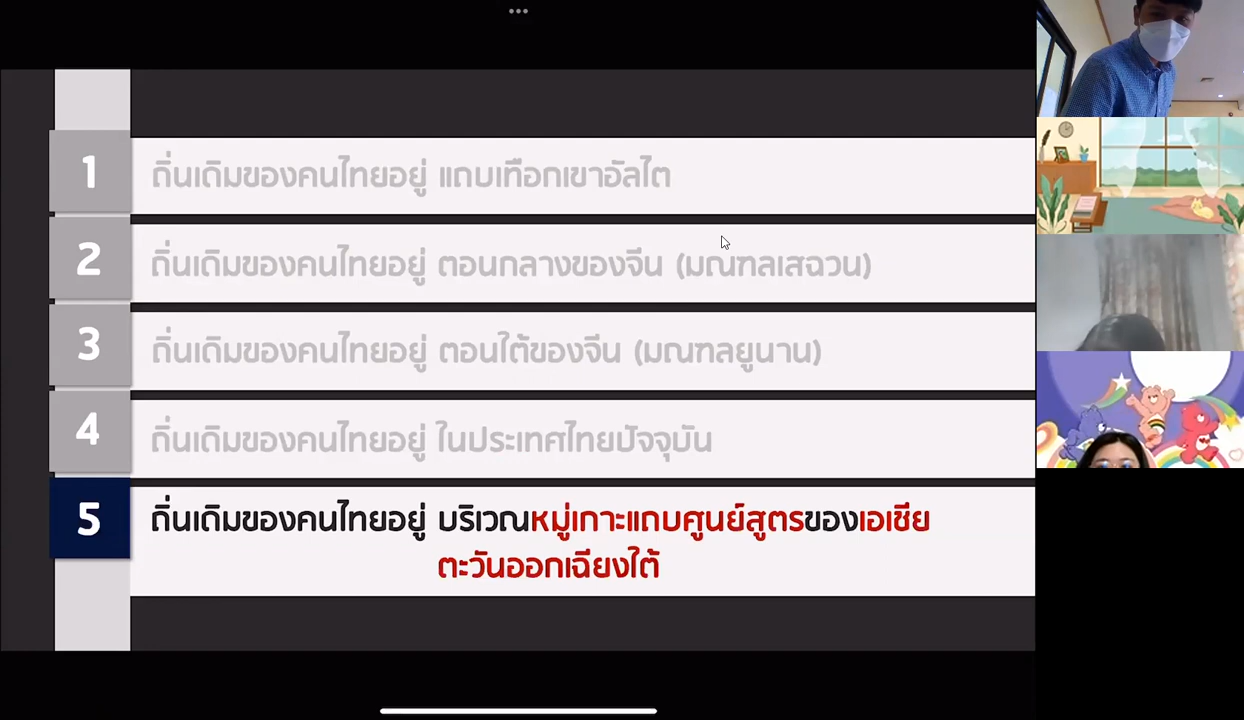 1 ถิ่นเดิมของคนไทยอยู่ แถบเทือกเขาอัลไต
2 ถิ่นเดิมของคนไทยอยู่ ตอนกลางของจีน (มณฑลเสฉวน)
3 ถิ่นเดิมของคนไทยอยู่ ตอนใต้ของจีน (มณฑลยูนาน)
4 ถิ่นเดิมของคนไทยอยู่ ในประเทศไทยปัจจุบัน
5 ถิ่นเดิมของคนไทยอยู่ บริเวณหมู่เกาะแถบศูนย์สูตรของเอเชีย
ตะวันออกเฉียงใต้